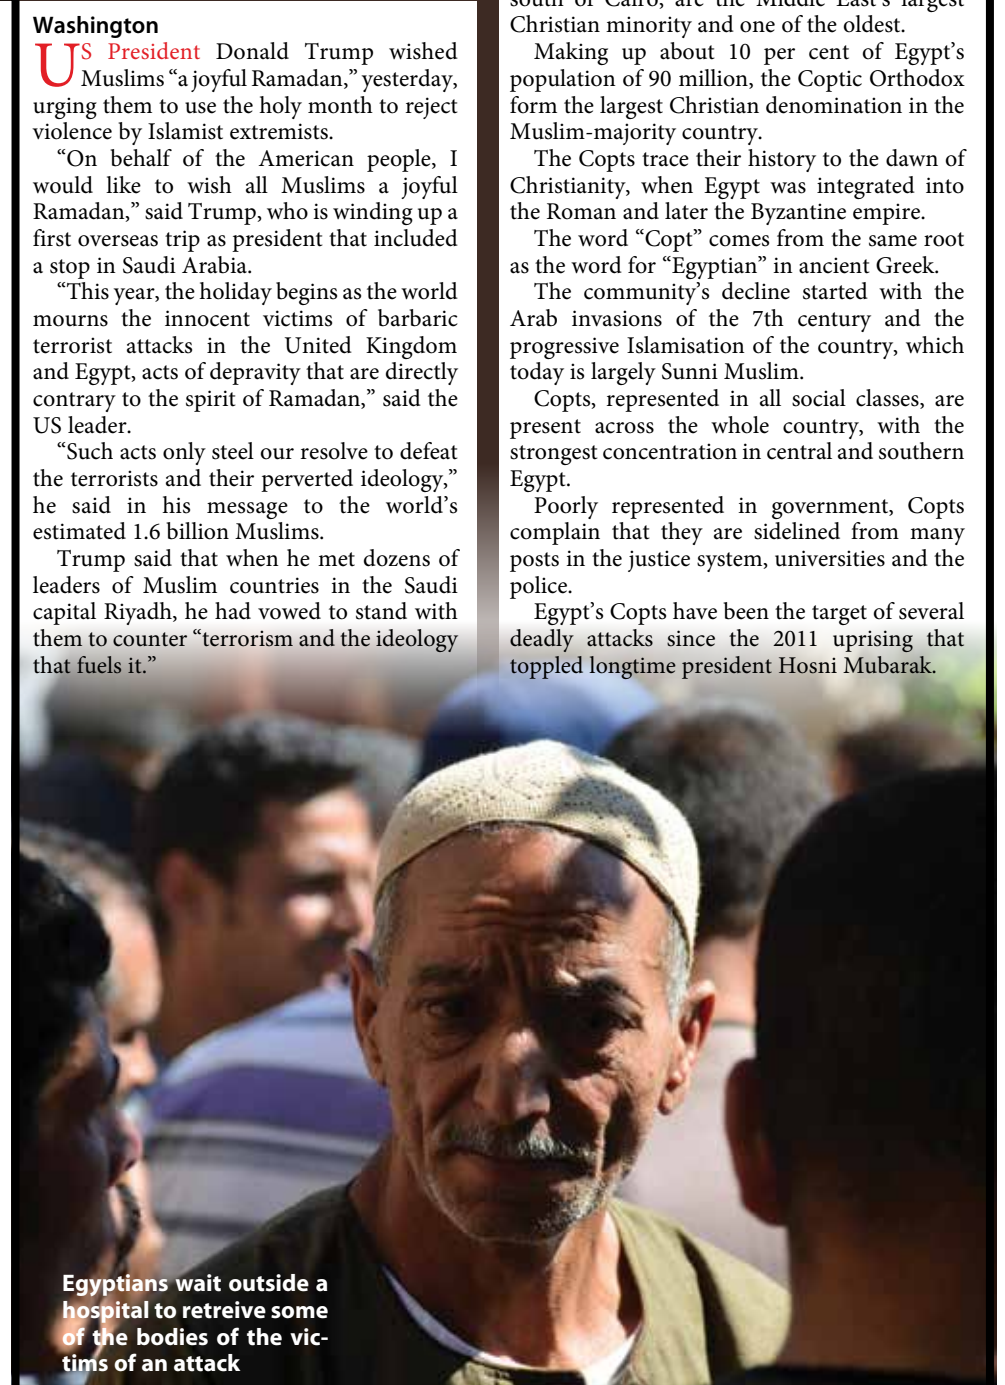 Washington
US President Donald Trump wished
Muslims “a joyful Ramadan,” yesterday,
urging them to use the holy month to reject
violence by Islamist extremists.
“On behalf of the American people, I
would like to wish all Muslims a joyful
Ramadan,” said Trump, who is winding up a
first overseas trip as president that included
a stop in Saudi Arabia.
“This year, the holiday begins as the world
mourns the innocent victims of barbaric
terrorist attacks in the United Kingdom
and Egypt, acts of depravity that are directly
contrary to the spirit of Ramadan,” said the
US leader.
“Such acts only steel our resolve to defeat
the terrorists and their perverted ideology,”
he said in his message to the world’s
estimated 1.6 billion Muslims.
Trump said that when he met dozens of
leaders of Muslim countries in the Saudi
capital Riyadh, he had vowed to stand with
them to counter “terrorism and the ideology
that fuels it.”
south of Cairo, are the Middle East’s largest
Christian minority and one of the oldest.
Making up about 10 per cent of Egypt’s
population of 90 million, the Coptic Orthodox
form the largest Christian denomination in the
Muslim-majority country.
The Copts trace their history to the dawn of
Christianity, when Egypt was integrated into
the Roman and later the Byzantine empire.
The word “Copt” comes from the same root
as the word for “Egyptian” in ancient Greek.
The community’s decline started with the
Arab invasions of the 7th century and the
progressive Islamisation of the country, which
today is largely Sunni Muslim.
Copts, represented in all social classes, are
present across the whole country, with the
strongest concentration in central and southern
Egypt.
Poorly represented in government, Copts
complain that they are sidelined from many
posts in the justice system, universities and the
police.
Egypt’s Copts have been the target of several
deadly attacks since the 2011 uprising that
toppled longtime president Hosni Mubarak.
Egyptians wait outside a
hospital to retreive some
of the bodies of the vic-
tims of an attack